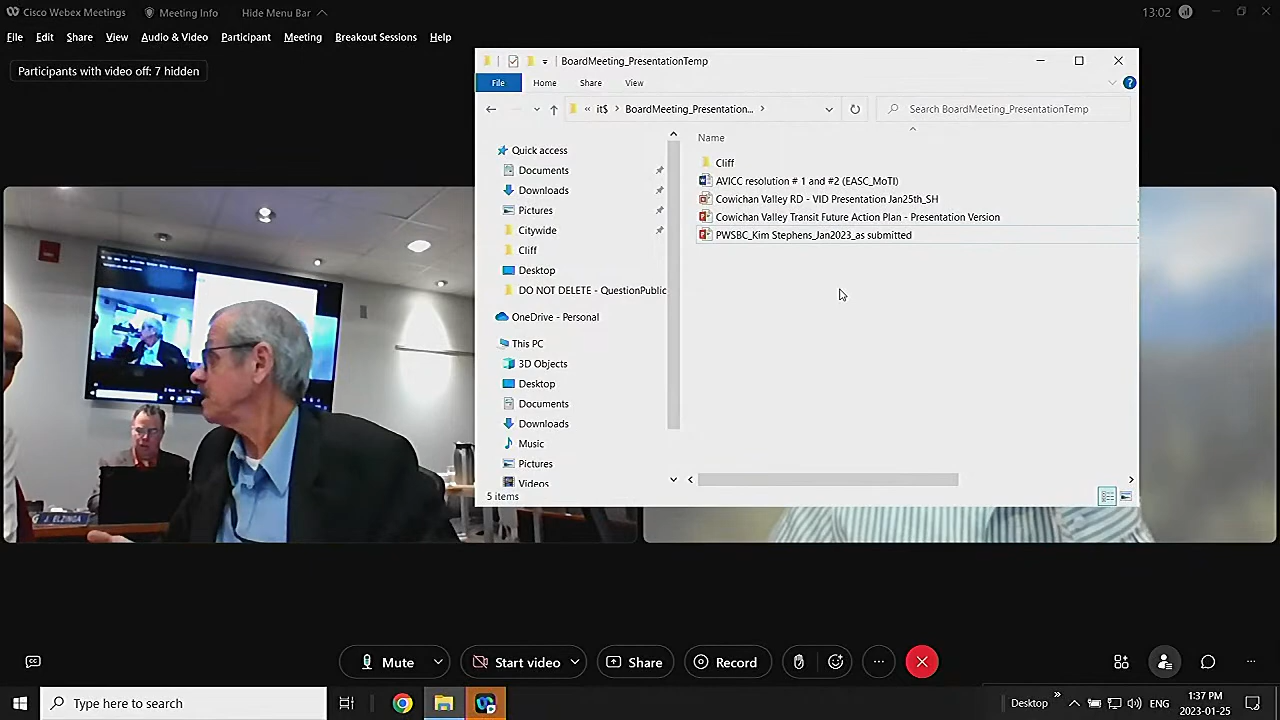 Cisco Webex Meetings
Meeting Info
Hide Menu Bar
13:02
File Edit Share View Audio & Video Participant Meeting Breakout Sessions Help
Participants with video off: 7 hidden
BoardMeeting_PresentationTemp
File Home Share View
« it$ > BoardMeeting_Presentation... >
Search BoardMeeting_PresentationTemp
Name
Quick access
Documents
Downloads
Pictures
Citywide
Cliff
Desktop
DO NOT DELETE - QuestionPublic
OneDrive - Personal
This PC
3D Objects
Desktop
Documents
Downloads
Music
Pictures
Videos
5 items
Cliff
AVICC resolution # 1 and #2 (EASC_MoTI)
Cowichan Valley RD - VID Presentation Jan25th_SH
Cowichan Valley Transit Future Action Plan - Presentation Version
PWSBC_Kim Stephens_Jan2023_as submitted
J. ELZINGA
Mute
Start video
Share
Record
Type here to search
Desktop
ENG
1:37 PM
2023-01-25